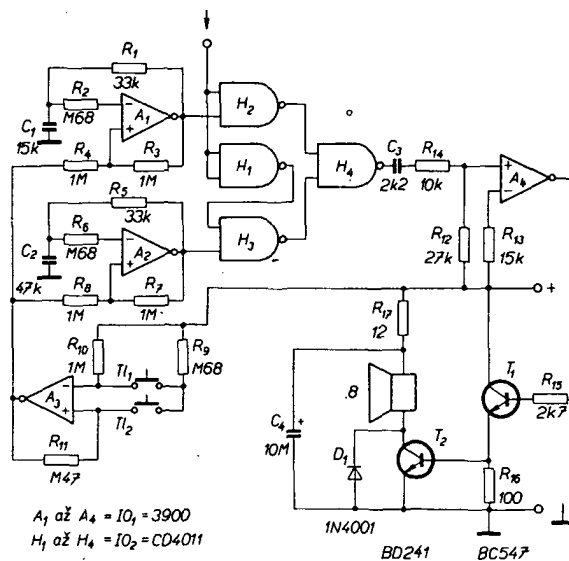 R1
33k
R2
M68
C1
15k
A1
R4
1M
R3
1M
R5
33k
R6
M68
C2
47k
A2
R8
1M
R7
1M
H2
H1
H3
H4
C3
2k2
R14
10k
A4
R12
27k
R13
15k
R10
1M
R9
M68
Tl1
Tl2
A3
R11
M47
R17
12
8
C4
10M
D1
1N4001
T2
BD241
T1
BC547
R15
2k7
R16
100
A1 až A4 = IO1 = 3900
H1 až H4 = IO2 = CD4011